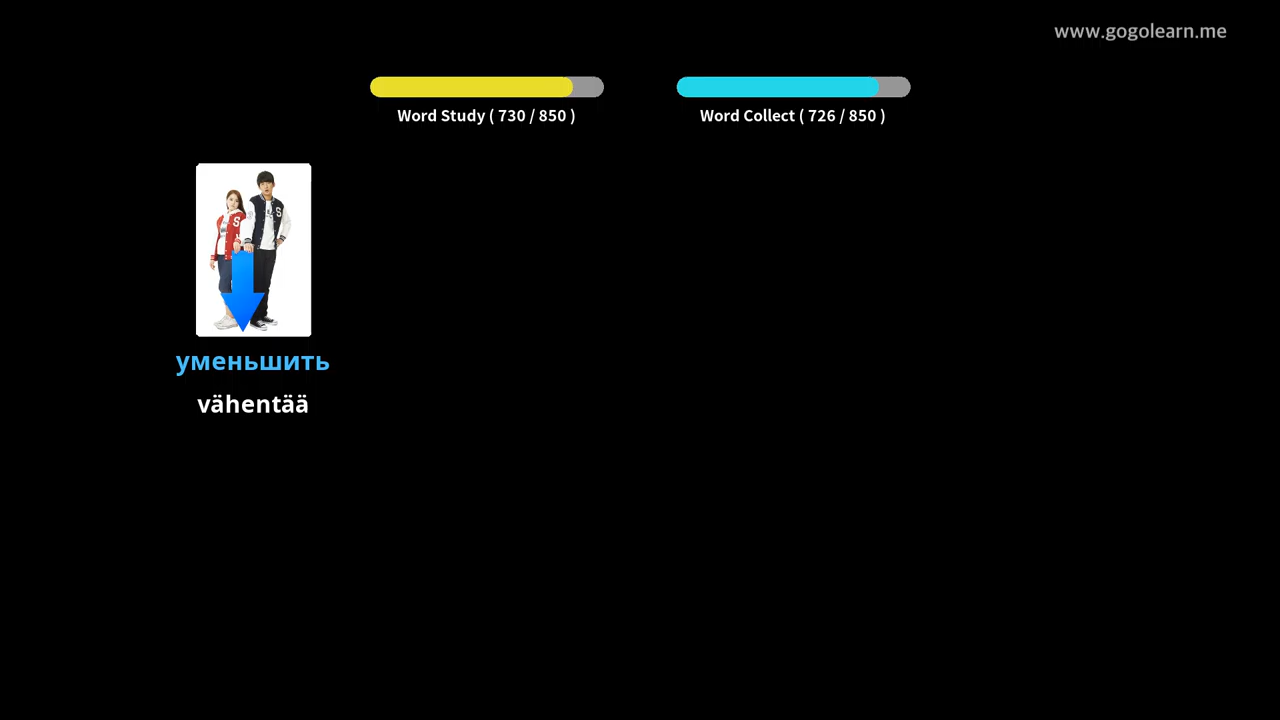 www.gogolearn.me
Word Study ( 730 / 850 )
Word Collect ( 726 / 850 )
S
S
уменьшить
vähentää